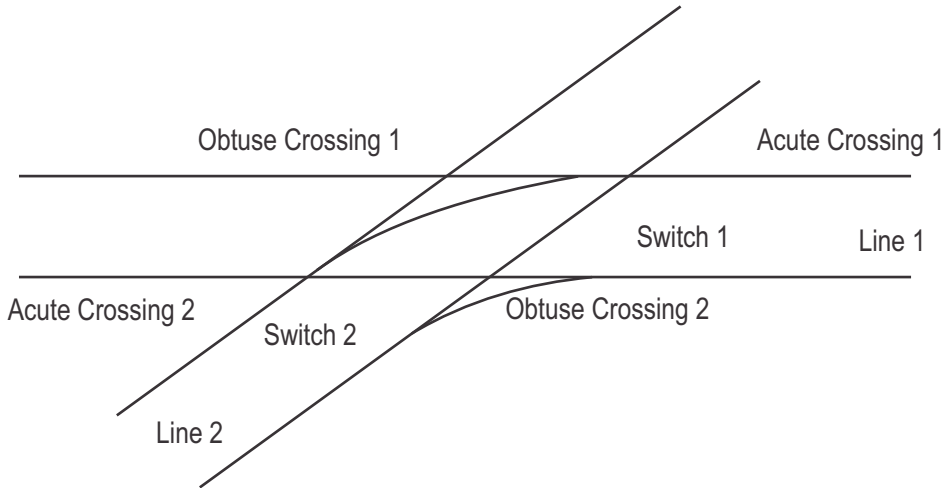 Obtuse Crossing 1
Acute Crossing 1
Switch 1
Line 1
Acute Crossing 2
Obtuse Crossing 2
Switch 2
Line 2